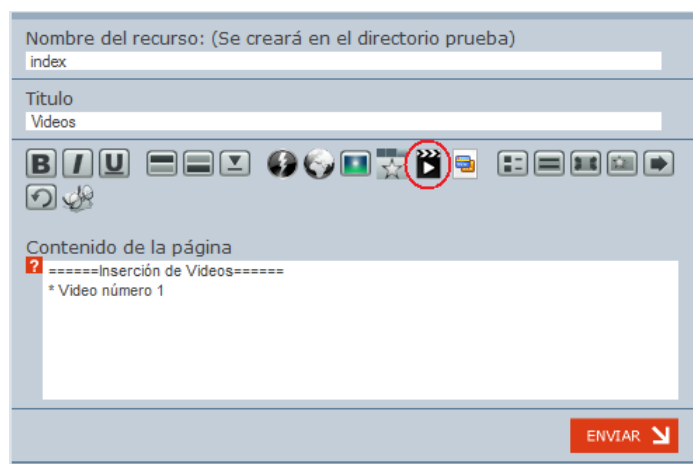 Nombre del recurso: (Se creará en el directorio prueba)
index
Titulo
Videos
B I U
Contenido de la página
?
======Inserción de Videos======
* Video número 1
ENVIAR